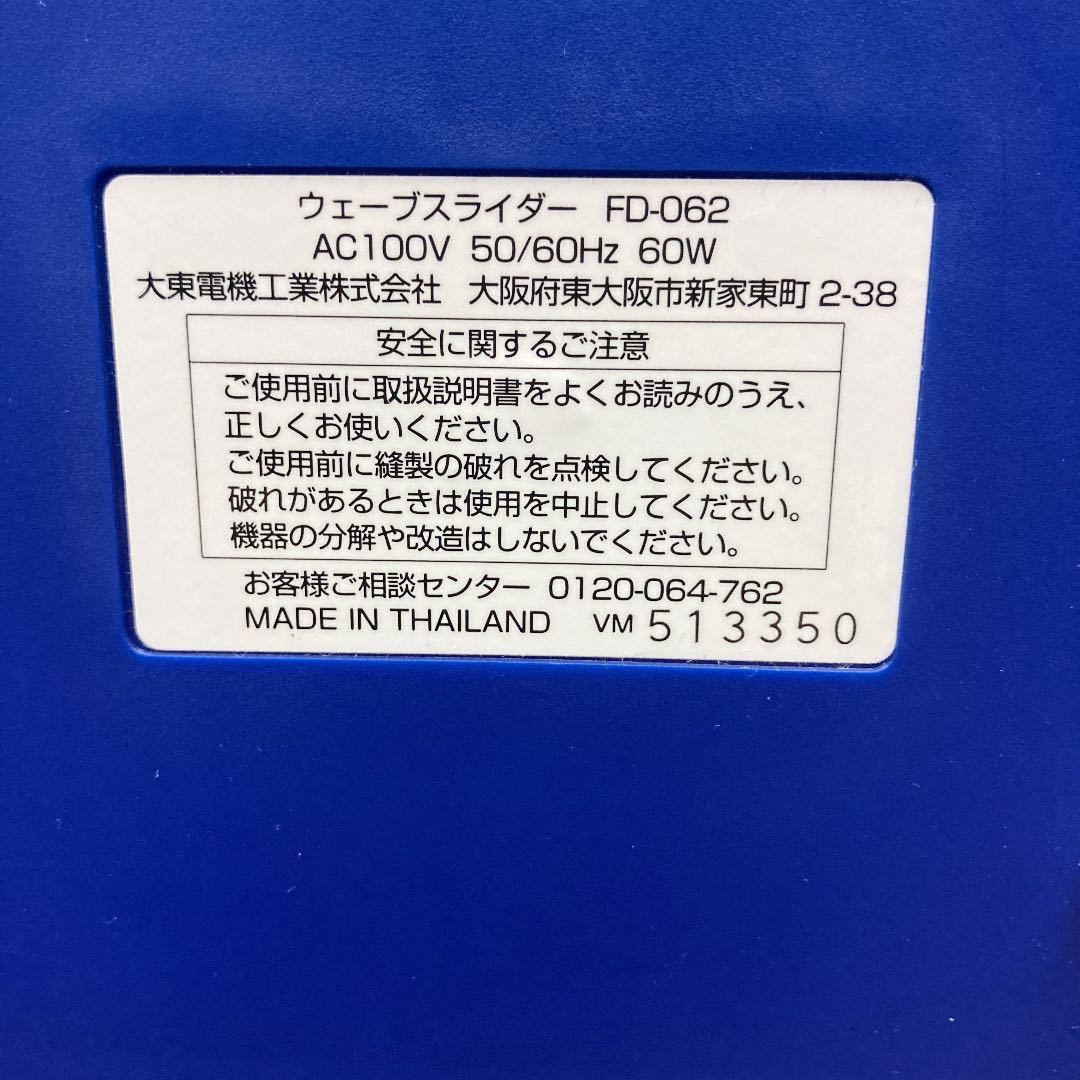 ウェーブスライダー FD-062
AC100V 50/60Hz 60W
大東電機工業株式会社 大阪府東大阪市新家東町 2-38
安全に関するご注意
ご使用前に取扱説明書をよくお読みのうえ、
正しくお使いください。
ご使用前に縫製の破れを点検してください。
破れがあるときは使用を中止してください。
機器の分解や改造はしないでください。
お客様ご相談センター 0120-064-762
MADE IN THAILAND VM 513350